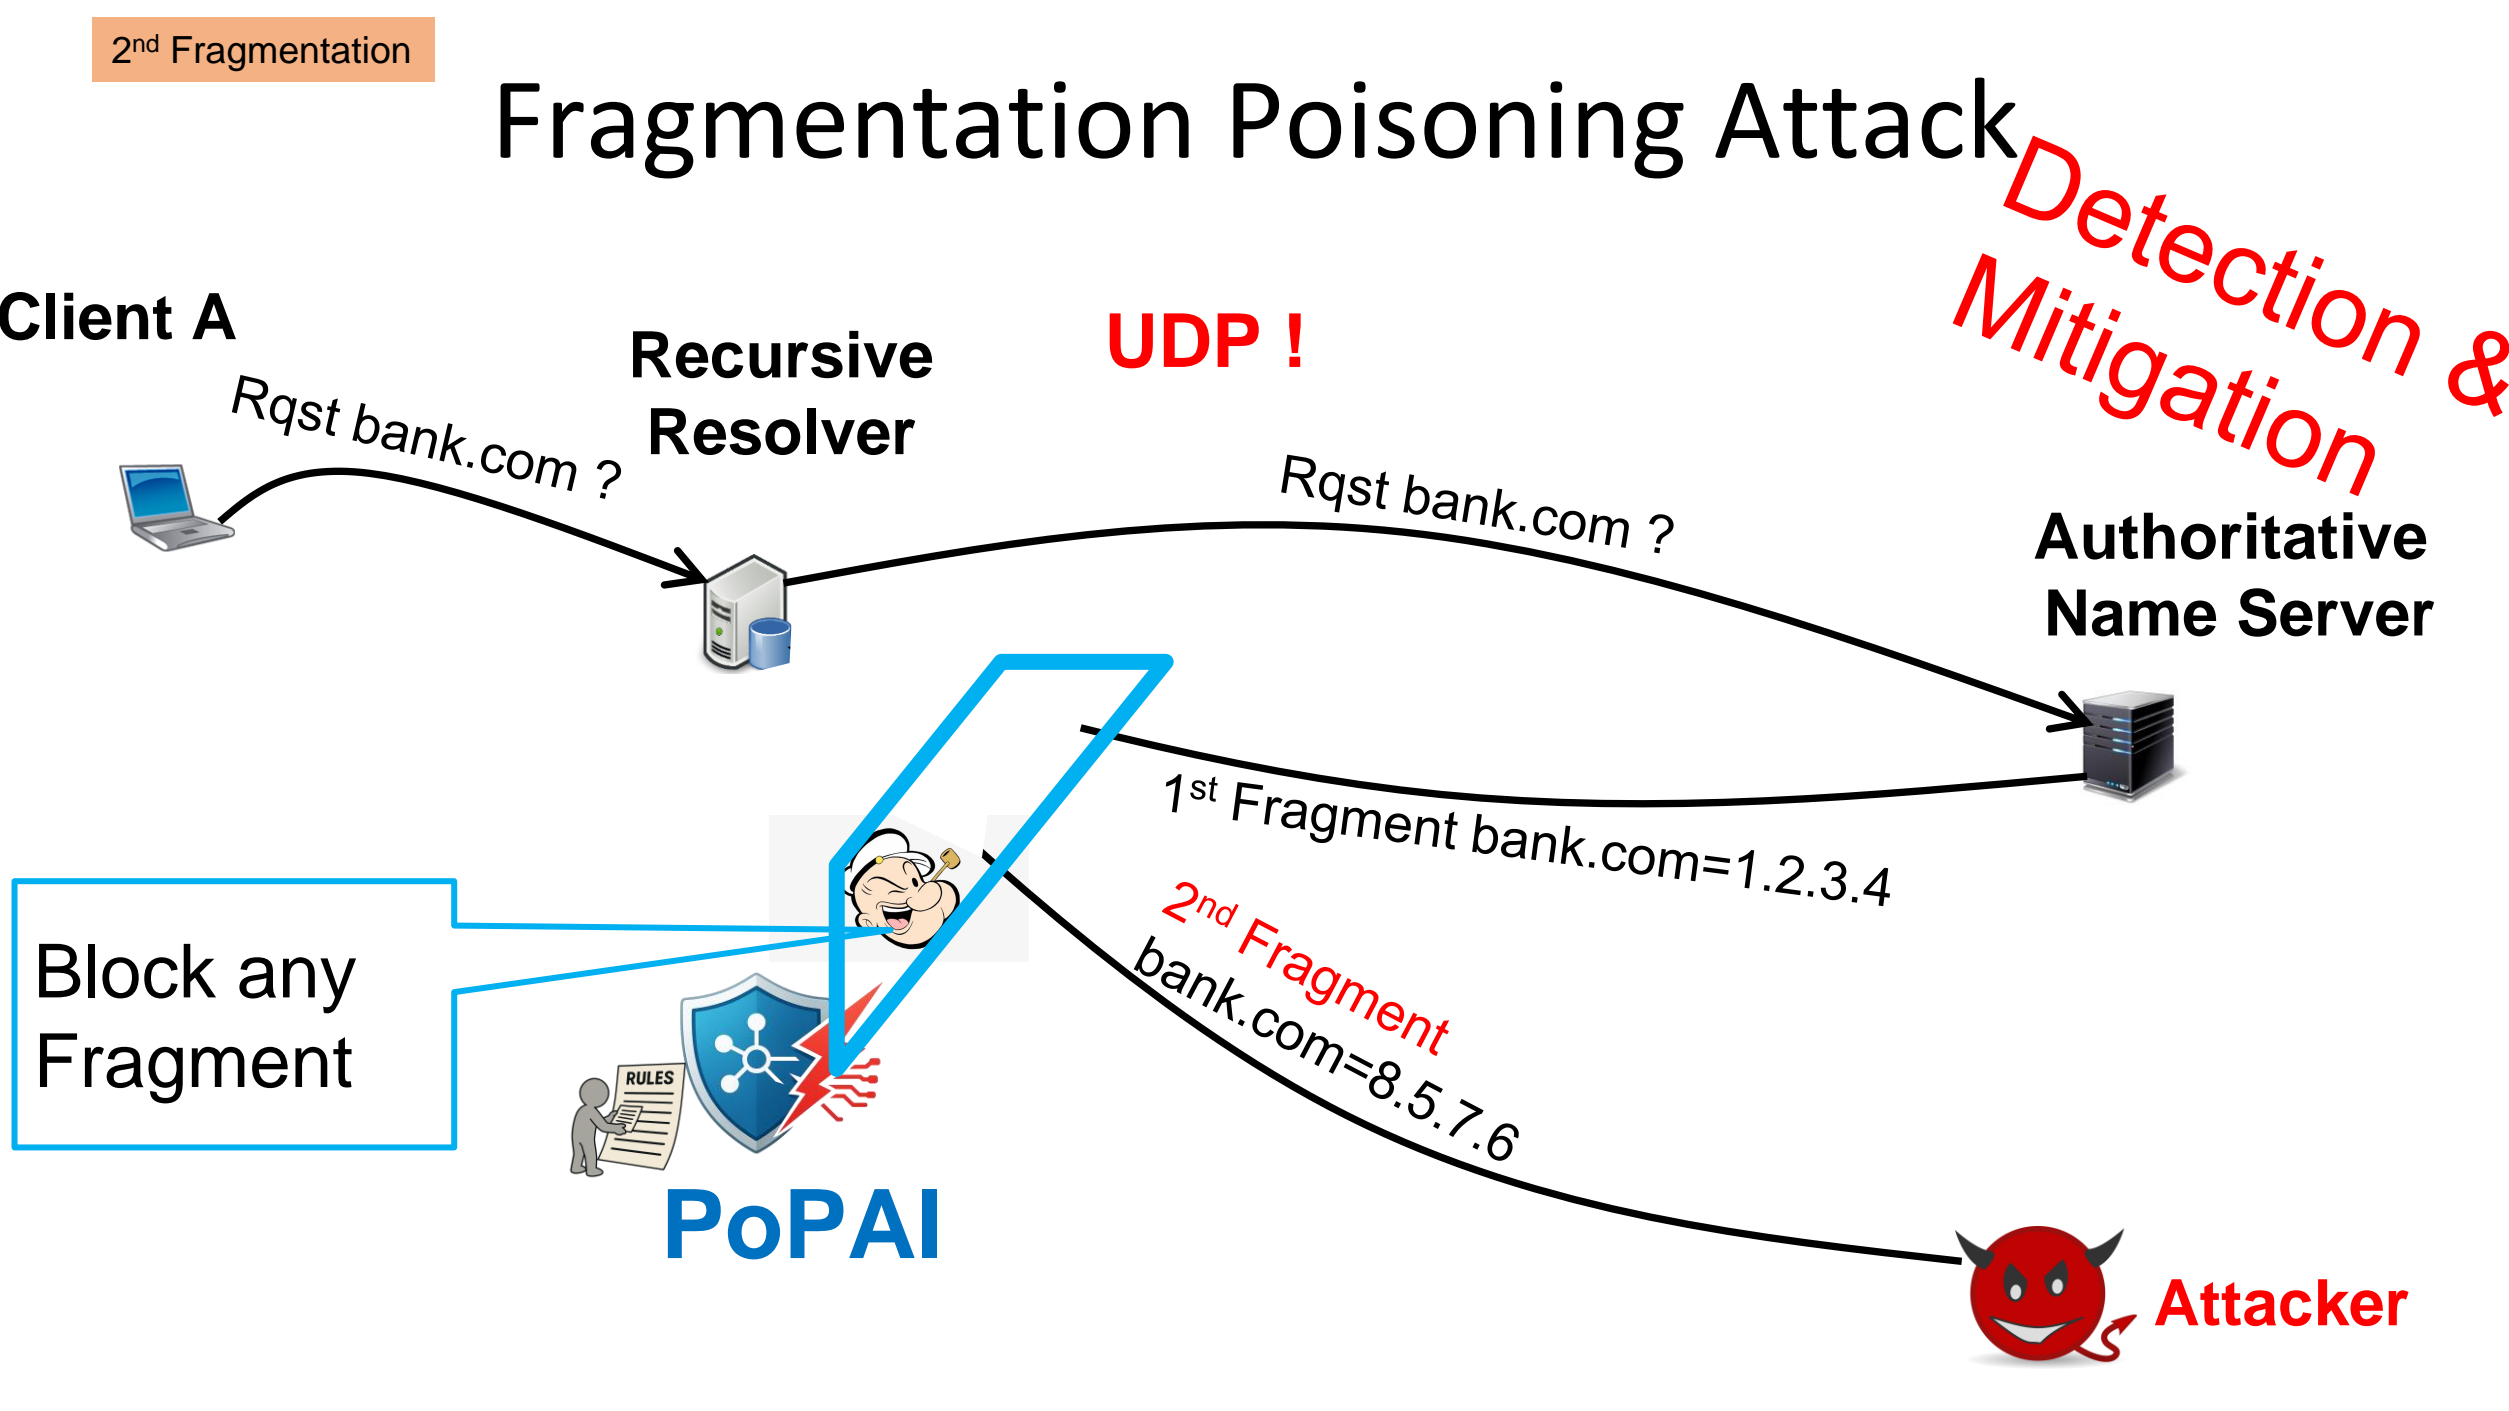 2nd Fragmentation
Fragmentation Poisoning Attack
Detection &
Mitigation
Client A
Recursive
Resolver
UDP !
Rqst bank.com ?
Rqst bank.com ?
Authoritative
Name Server
1st Fragment bank.com=1.2.3.4
2nd Fragment
bank.com=8.5.7.6
Block any
Fragment
RULES
PoPAI
Attacker